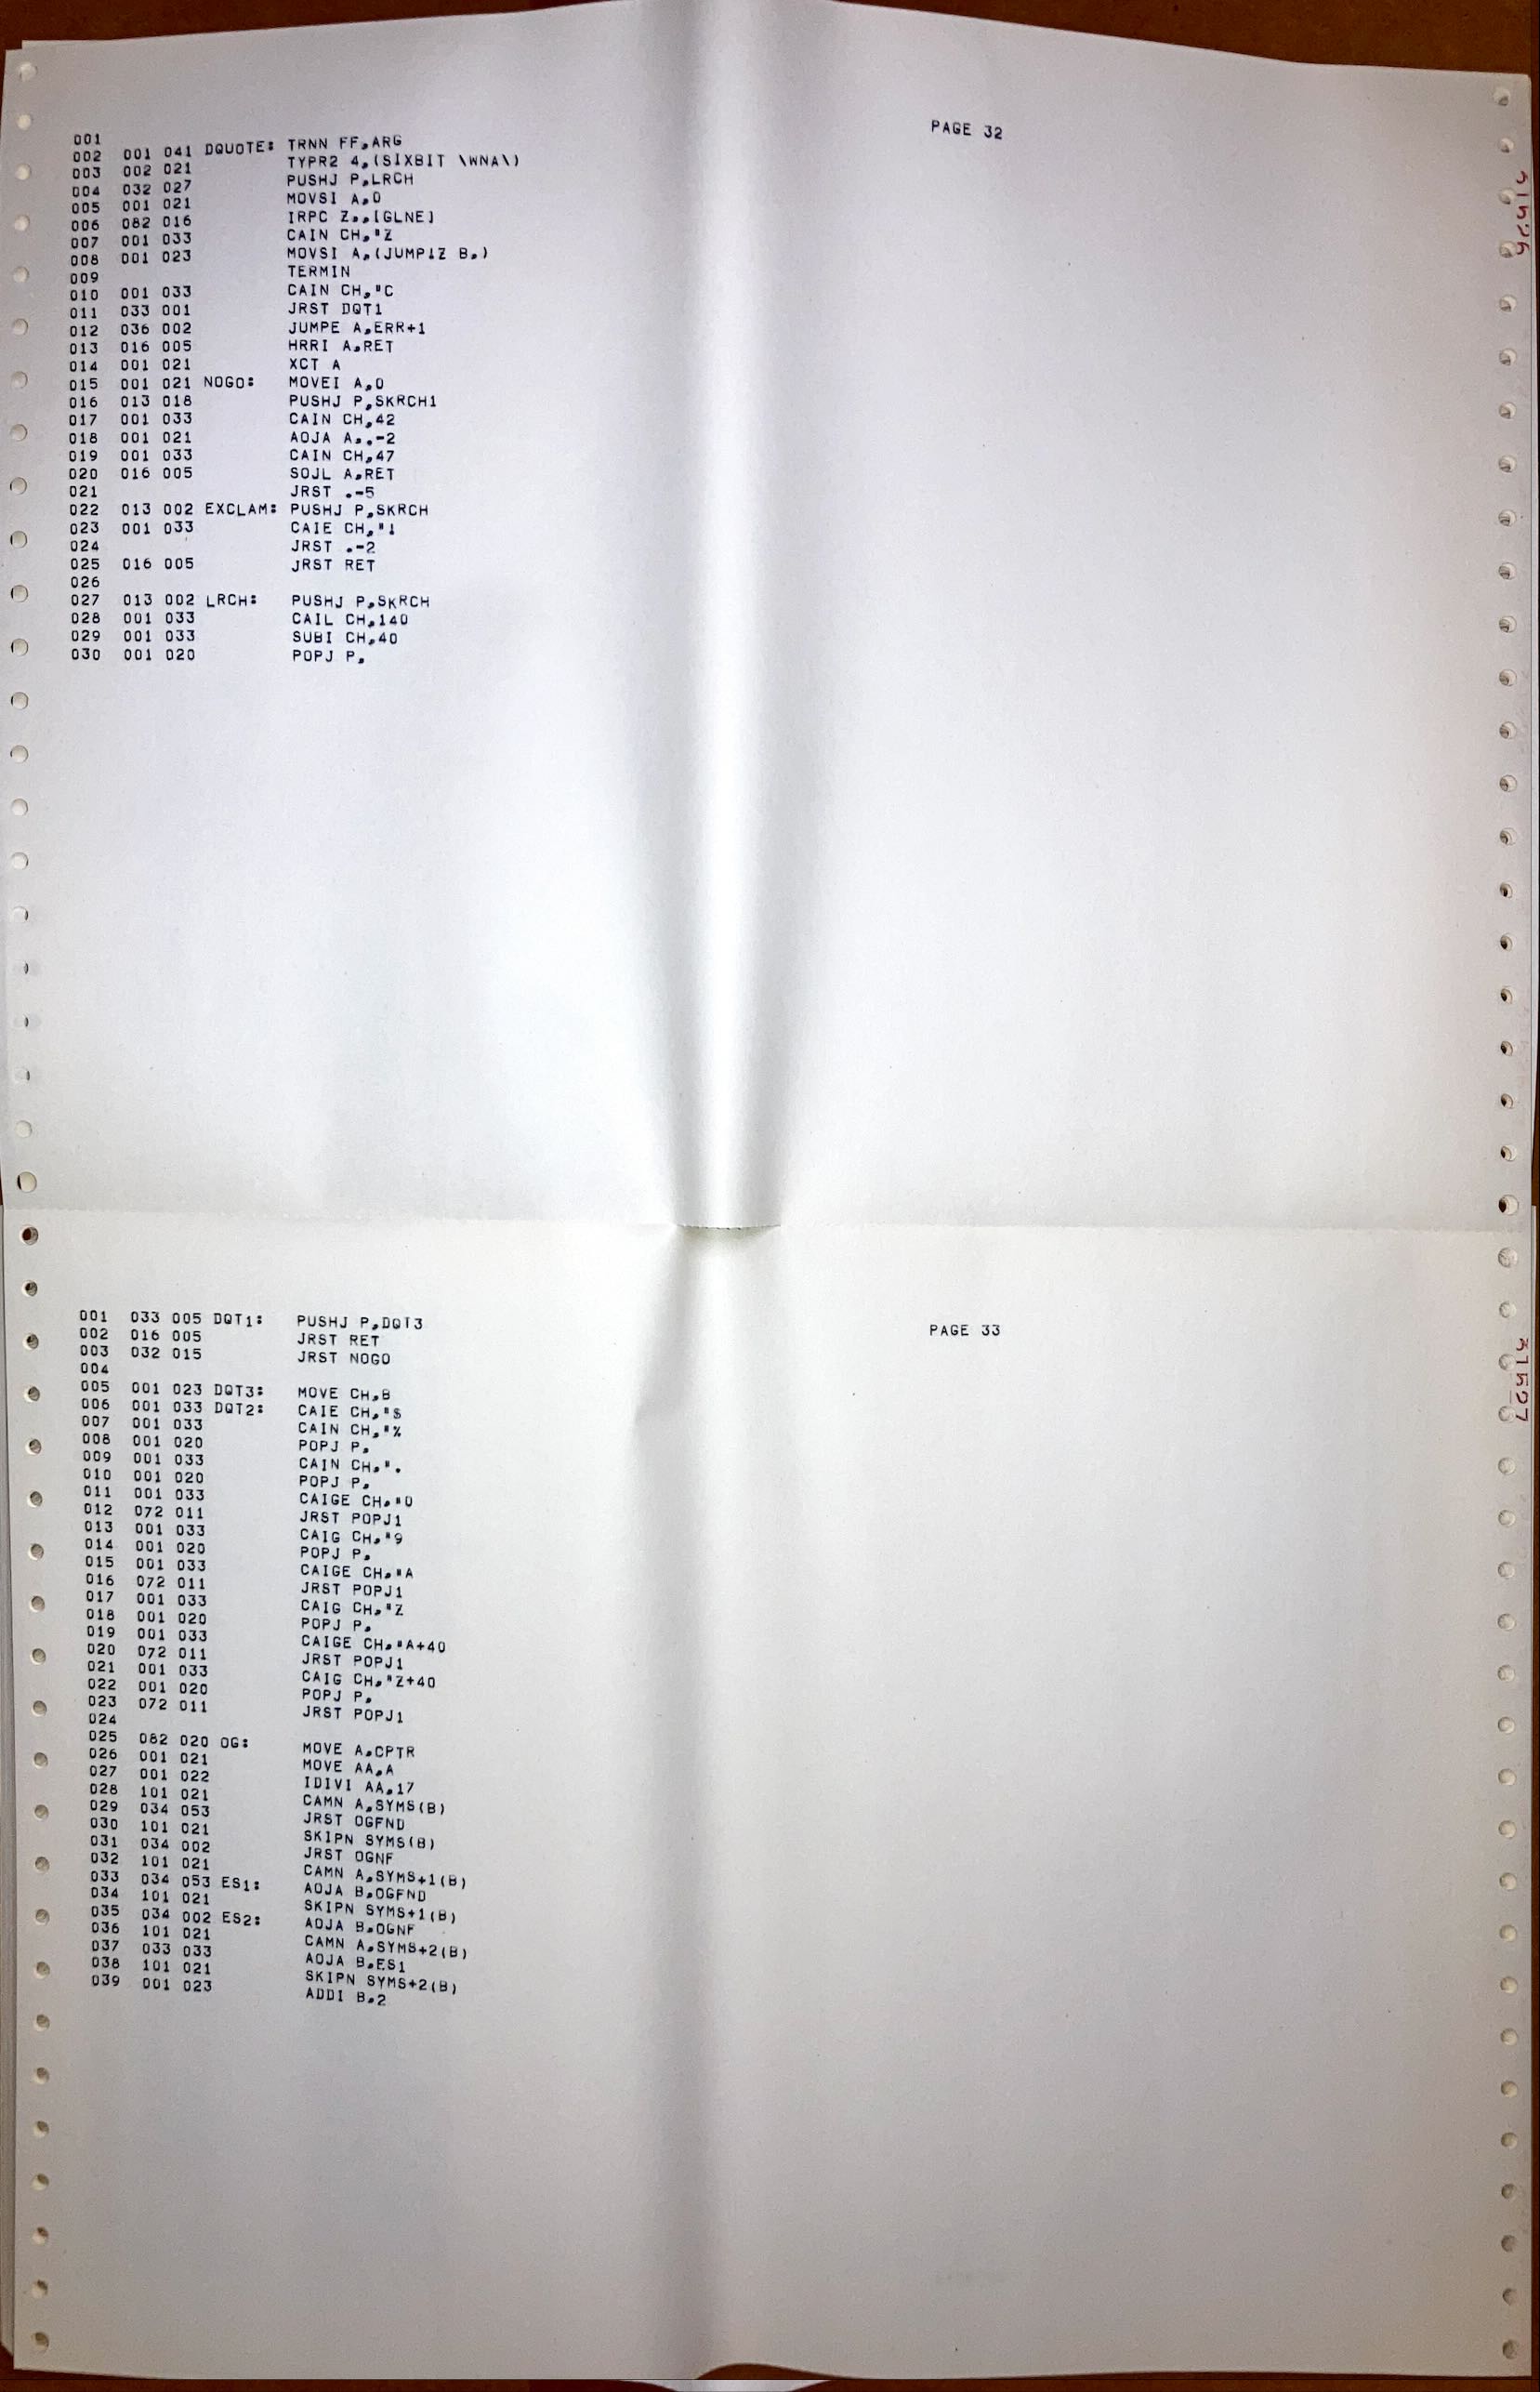 001 PAGE 32
002 001 041 DQUOTE: TRNN FF,ARG
003 002 021 TYPR2 4,(SIXBIT \WNA\)
004 032 027 PUSHJ P,LRCH
005 001 021 MOVSI A,0
006 082 016 IRPC Z,,[GLNE]
007 001 033 CAIN CH,"Z
008 001 023 MOVSI A,(JUMP!Z B,)
009 TERMIN
010 001 033 CAIN CH,"C
011 033 001 JRST DQT1
012 036 002 JUMPE A,ERR+1
013 016 005 HRRI A,RET
014 001 021 XCT A
015 001 021 NOGO: MOVEI A,0
016 013 018 PUSHJ P,SKRCH1
017 001 033 CAIN CH,42
018 001 021 AOJA A,.-2
019 001 033 CAIN CH,47
020 016 005 SOJL A,RET
021 JRST .-5
022 013 002 EXCLAM: PUSHJ P,SKRCH
023 001 033 CAIE CH,"!
024 JRST .-2
025 016 005 JRST RET
026
027 013 002 LRCH: PUSHJ P,SKRCH
028 001 033 CAIL CH,140
029 001 033 SUBI CH,40
030 001 020 POPJ P,
31526
001 033 005 DQT1: PUSHJ P,DQT3 PAGE 33
002 016 005 JRST RET
003 032 015 JRST NOGO
004
005 001 023 DQT3: MOVE CH,B
006 001 033 DQT2: CAIE CH,"$
007 001 033 CAIN CH,"%
008 001 020 POPJ P,
009 001 033 CAIN CH,".
010 001 020 POPJ P,
011 001 033 CAIGE CH,"0
012 072 011 JRST POPJ1
013 001 033 CAIG CH,"9
014 001 020 POPJ P,
015 001 033 CAIGE CH,"A
016 072 011 JRST POPJ1
017 001 033 CAIG CH,"Z
018 001 020 POPJ P,
019 001 033 CAIGE CH,"A+40
020 072 011 JRST POPJ1
021 001 033 CAIG CH,"Z+40
022 001 020 POPJ P,
023 072 011 JRST POPJ1
024
025 082 020 OG: MOVE A,CPTR
026 001 021 MOVE AA,A
027 001 022 IDIVI AA,17
028 101 021 CAMN A,SYMS(B)
029 034 053 JRST OGFND
030 101 021 SKIPN SYMS(B)
031 034 002 JRST OGNF
032 101 021 CAMN A,SYMS+1(B)
033 034 053 ES1: AOJA B,OGFND
034 101 021 SKIPN SYMS+1(B)
035 034 002 ES2: AOJA B,OGNF
036 101 021 CAMN A,SYMS+2(B)
037 033 033 AOJA B,ES1
038 101 021 SKIPN SYMS+2(B)
039 001 023 ADDI B,2
31527